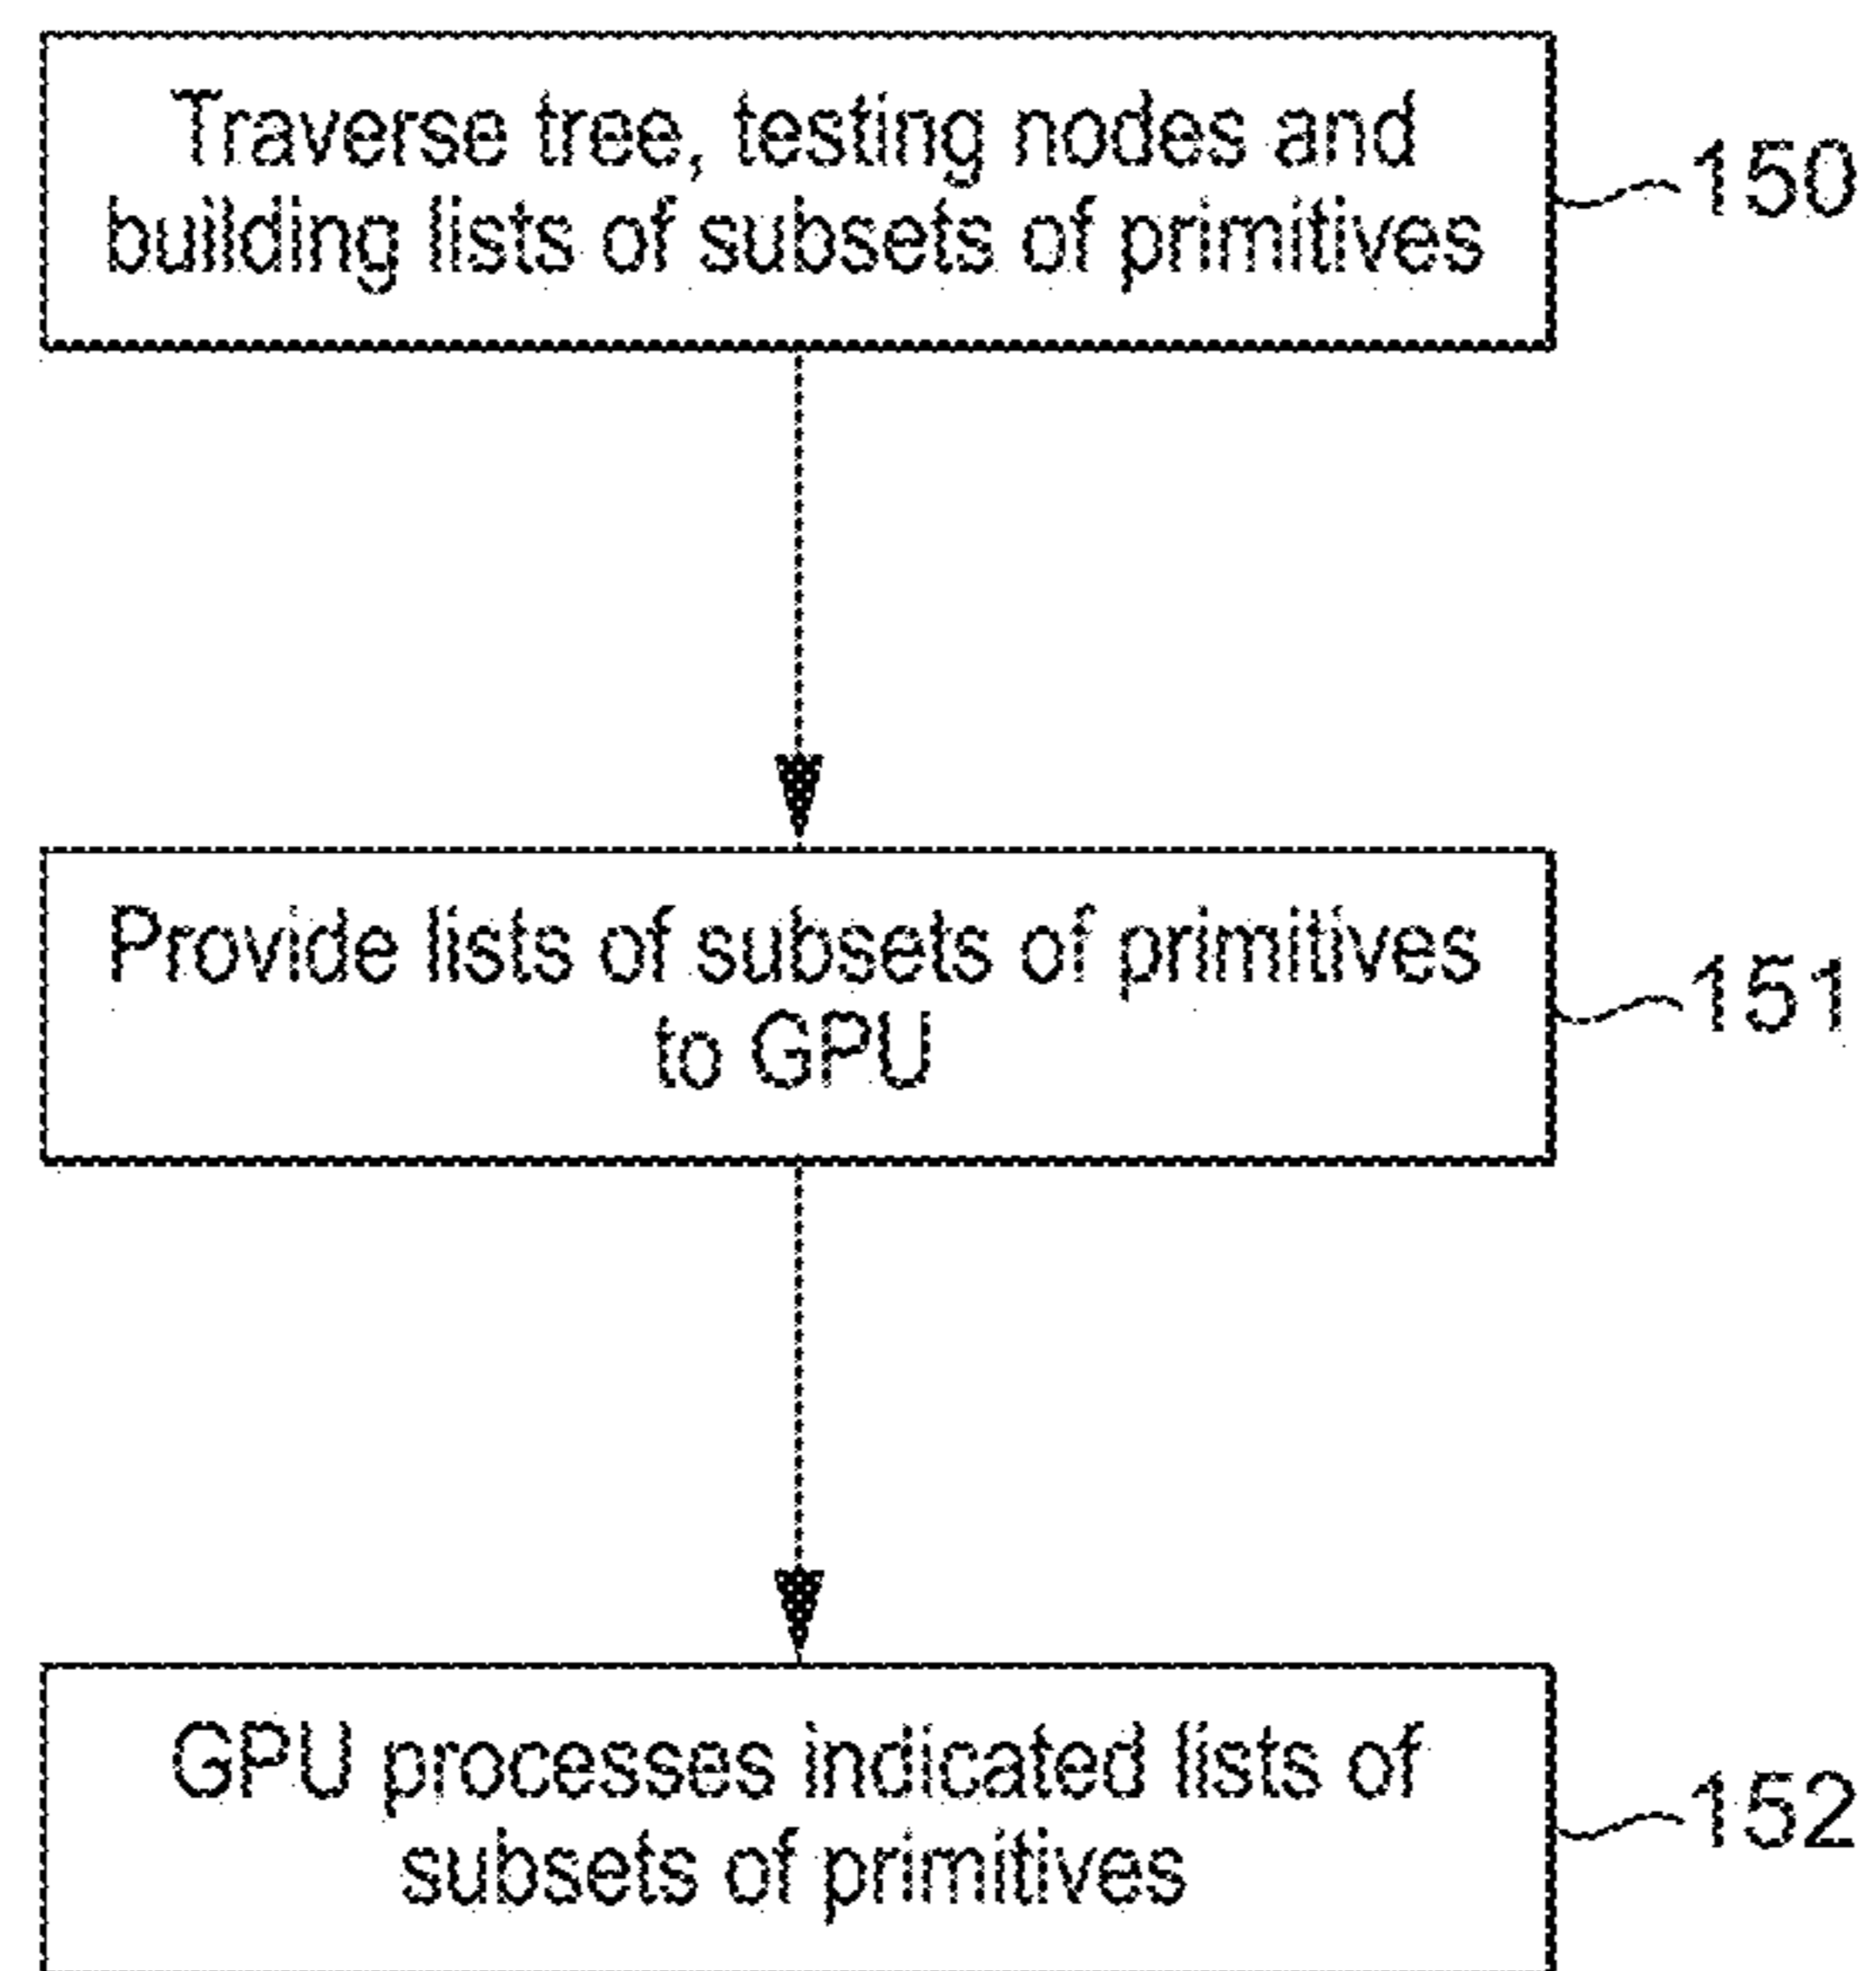 Traverse tree, testing nodes and
building lists of subsets of primitives
150
Provide lists of subsets of primitives
to GPU
151
GPU processes indicated lists of
subsets of primitives
152